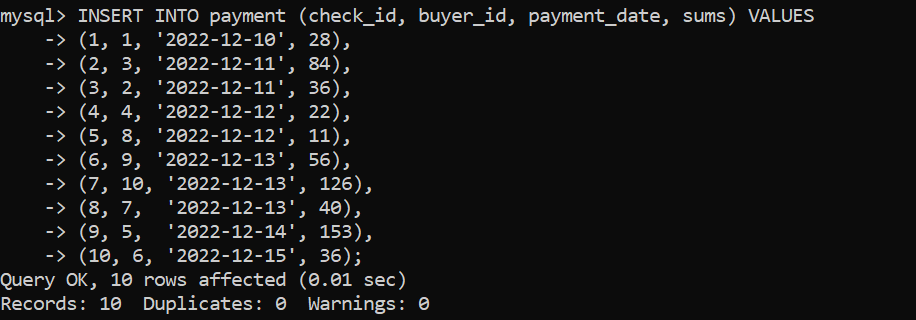 mysql> INSERT INTO payment (check_id, buyer_id, payment_date, sums) VALUES
    -> (1, 1, '2022-12-10', 28),
    -> (2, 3, '2022-12-11', 84),
    -> (3, 2, '2022-12-11', 36),
    -> (4, 4, '2022-12-12', 22),
    -> (5, 8, '2022-12-12', 11),
    -> (6, 9, '2022-12-13', 56),
    -> (7, 10, '2022-12-13', 126),
    -> (8, 7,  '2022-12-13', 40),
    -> (9, 5,  '2022-12-14', 153),
    -> (10, 6, '2022-12-15', 36);
Query OK, 10 rows affected (0.01 sec)
Records: 10  Duplicates: 0  Warnings: 0